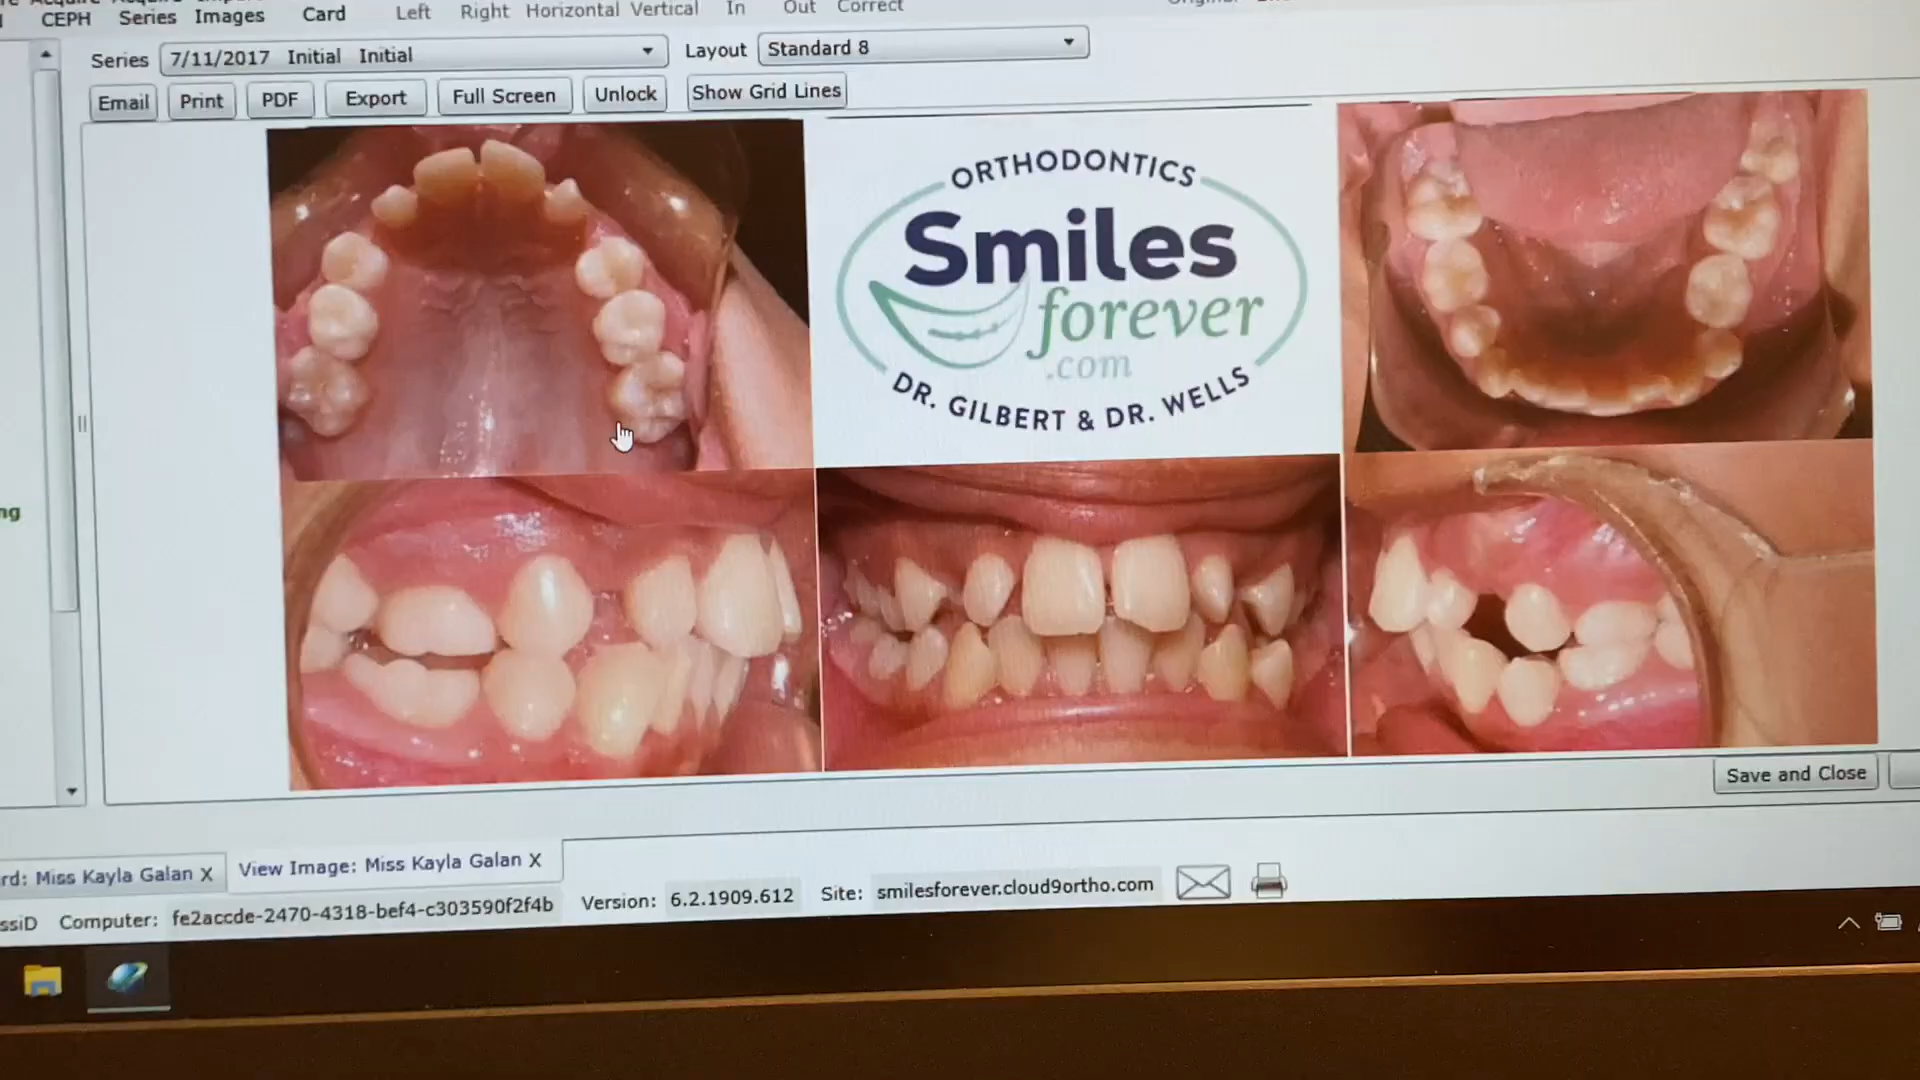 CEPH Series Images Card Left Right Horizontal Vertical In Out Correct
Series 7/11/2017 Initial Initial Layout Standard 8
Email Print PDF Export Full Screen Unlock Show Grid Lines
ORTHODONTICS
Smiles
forever
.com
DR. GILBERT & DR. WELLS
ng
Save and Close
rd: Miss Kayla Galan X View Image: Miss Kayla Galan X
ssiD Computer: fe2accde-2470-4318-bef4-c303590f2f4b Version: 6.2.1909.612 Site: smilesforever.cloud9ortho.com